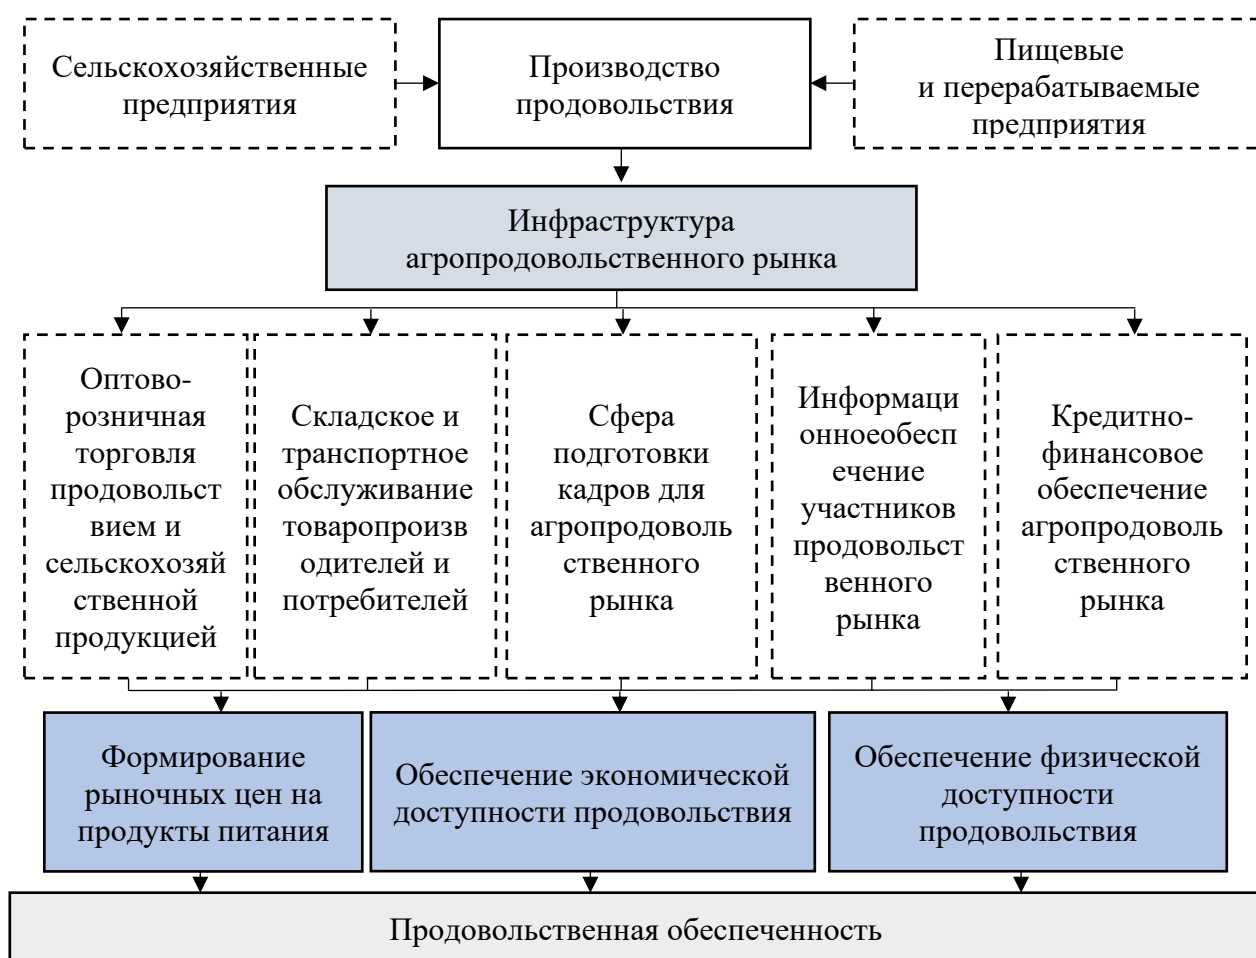 Сельскохозяйственные
предприятия
Производство
продовольствия
Пищевые
и перерабатываемые
предприятия
Инфраструктура
агропродовольственного рынка
Оптово-
розничная
торговля
продовольст
вием и
сельскохозяй
ственной
продукцией
Складское и
транспортное
обслуживание
товаропроизв
одителей и
потребителей
Сфера
подготовки
кадров для
агропродоволь
ственного
рынка
Информаци
онноеобесп
ечение
участников
продовольст
венного
рынка
Кредитно-
финансовое
обеспечение
агропродоволь
ственного
рынка
Формирование
рыночных цен на
продукты питания
Обеспечение экономической
доступности продовольствия
Обеспечение физической
доступности
продовольствия
Продовольственная обеспеченность